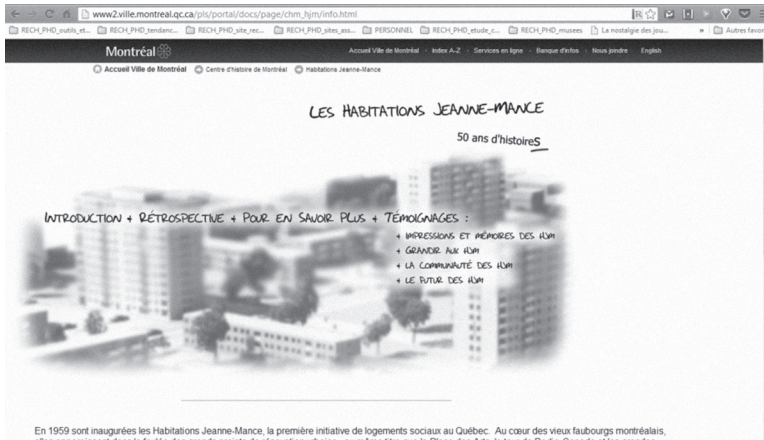 www2.ville.montreal.qc.ca/pls/portal/docs/page/chm_hjm/info.html
RECH_PHD_outils_et... RECH_PHD_tendanc... RECH_PHD_site_rec... RECH_PHD_sites_ass... PERSONNEL RECH_PHD_etude_c... RECH_PHD_musees La nostalgie des jou... » Autres favor
Montréal Accueil Ville de Montréal Index A-Z Services en ligne Banque d'infos Nous joindre English
Accueil Ville de Montréal Centre d'histoire de Montréal Habitations Jeanne-Mance
LES HABITATIONS JEANNE-MANCE
50 ans d'histoires
INTRODUCTION + RÉTROSPECTIVE + POUR EN SAVOIR PLUS + TÉMOIGNAGES :
+ IMPRESSIONS ET MÉMOIRES DES HJM
+ GRANDIR AUX HJM
+ LA COMMUNAUTÉ DES HJM
+ LE FUTUR DES HJM
En 1959 sont inaugurées les Habitations Jeanne-Mance, la première initiative de logements sociaux au Québec. Au cœur des vieux faubourgs montréalais,